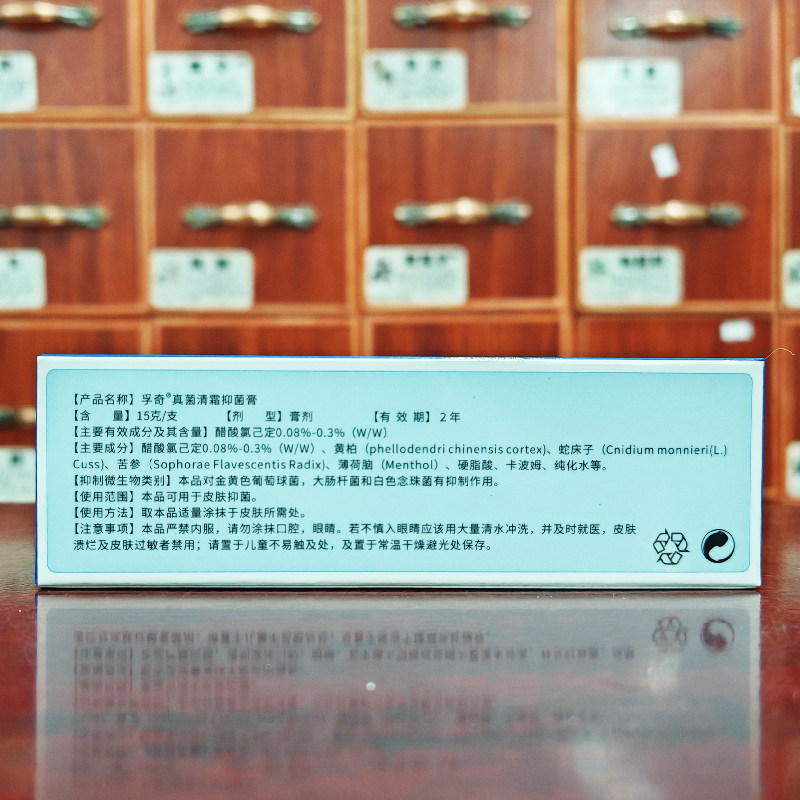 【产品名称】孚奇®真菌清霜抑菌膏
【含 量】15克/支 【剂 型】膏剂 【有 效 期】2年
【主要有效成分及其含量】醋酸氯己定0.08%-0.3%（W/W）
【主要成分】醋酸氯己定0.08%-0.3%（W/W）、黄柏（phellodendri chinensis cortex)、蛇床子（Cnidium monnieri(L.)
Cuss)、苦参（Sophorae Flavescentis Radix)、薄荷脑（Menthol）、硬脂酸、卡波姆、纯化水等。
【抑制微生物类别】本品对金黄色葡萄球菌，大肠杆菌和白色念珠菌有抑制作用。
【使用范围】本品可用于皮肤抑菌。
【使用方法】取本品适量涂抹于皮肤所需处。
【注意事项】本品严禁内服，请勿涂抹口腔，眼睛。若不慎入眼睛应该用大量清水冲洗，并及时就医，皮肤
溃烂及皮肤过敏者禁用；请置于儿童不易触及处，及置于常温干燥避光处保存。